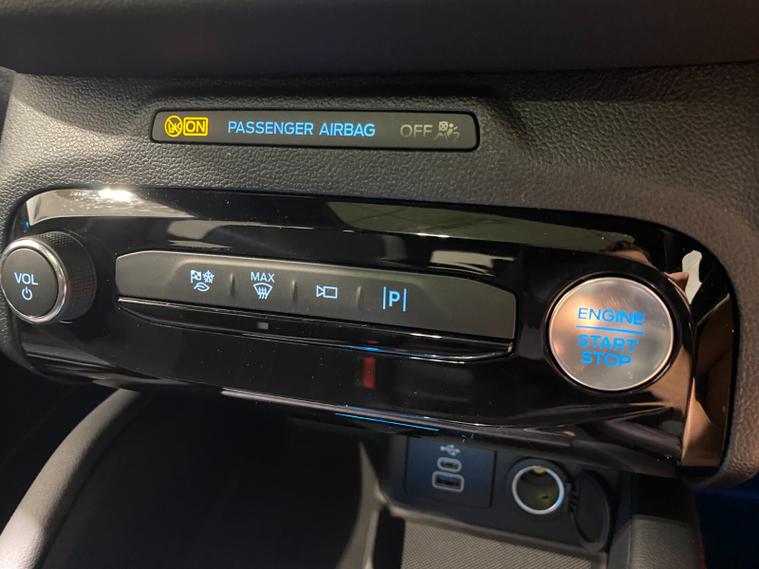 ON PASSENGER AIRBAG OFF
VOL
MAX
P
ENGINE
START
STOP